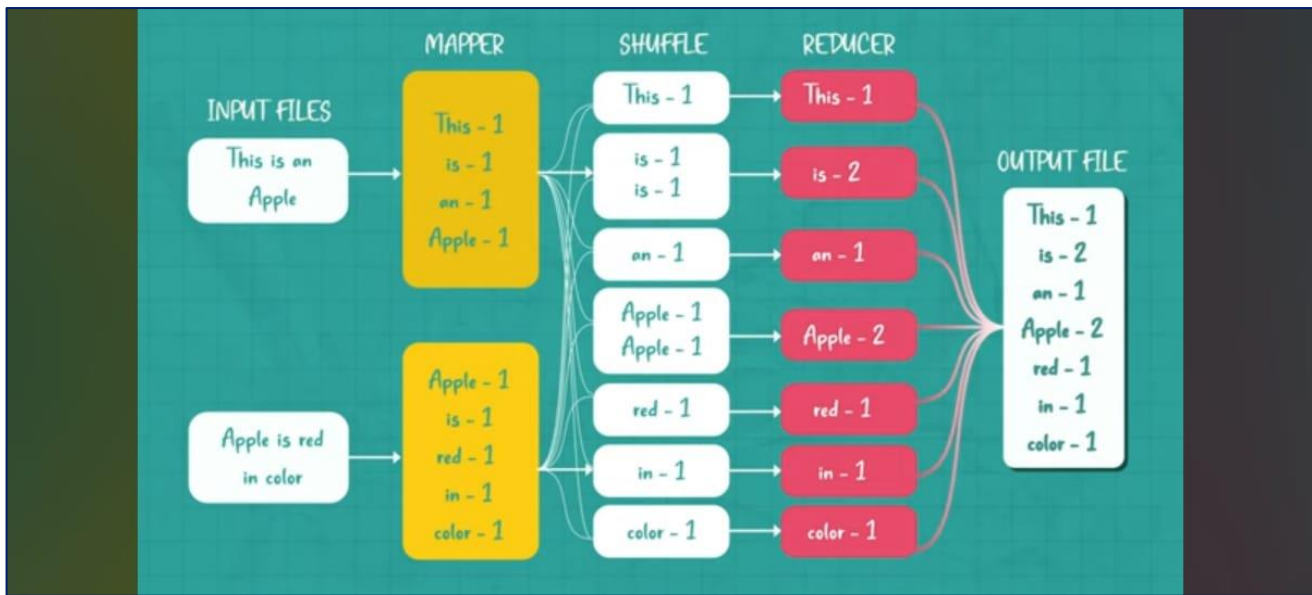 INPUT FILES
This is an
Apple
Apple is red
in color
MAPPER
This - 1
is - 1
an - 1
Apple - 1
Apple - 1
is - 1
red - 1
in - 1
color - 1
SHUFFLE
This - 1
is - 1
is - 1
an - 1
Apple - 1
Apple - 1
red - 1
in - 1
color - 1
REDUCER
This - 1
is - 2
an - 1
Apple - 2
red - 1
in - 1
color - 1
OUTPUT FILE
This - 1
is - 2
an - 1
Apple - 2
red - 1
in - 1
color - 1